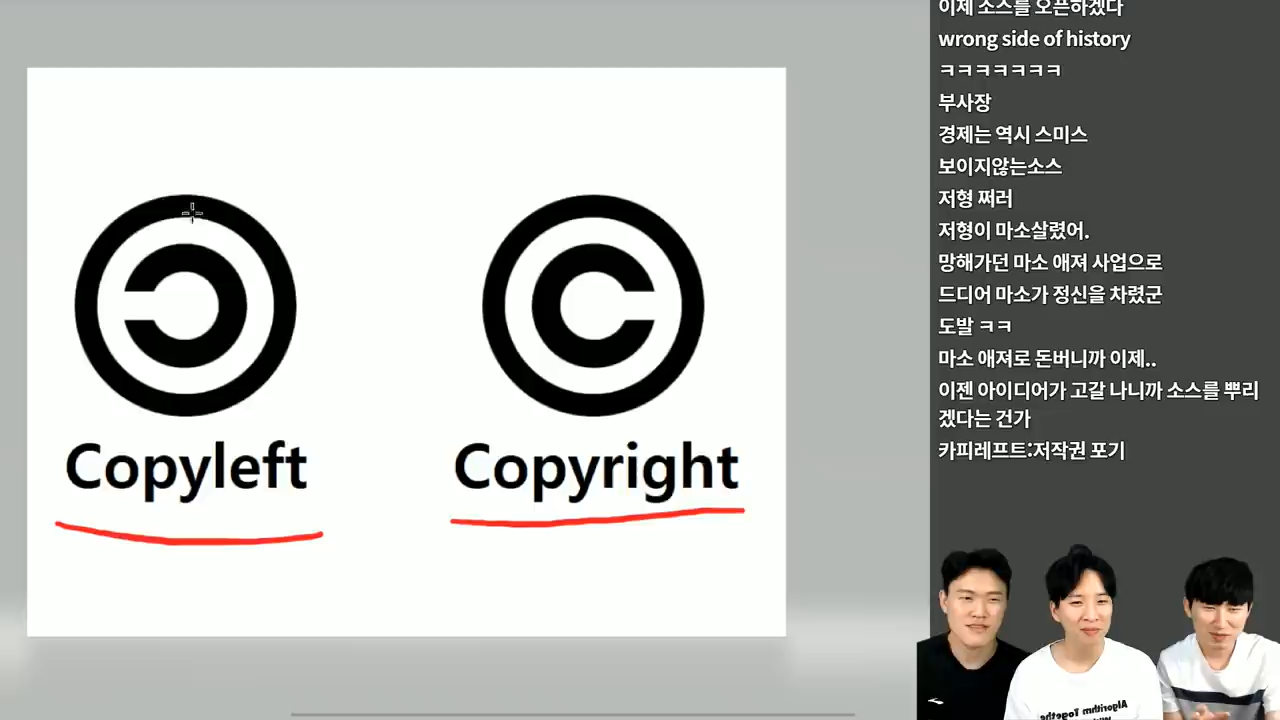 Copyleft
Copyright
이제 소스를 오픈하겠다
wrong side of history
ㅋㅋㅋㅋㅋㅋㅋ
부사장
경제는 역시 스미스
보이지않는소스
저형 쩌러
저형이 마소살렸어.
망해가던 마소 애져 사업으로
드디어 마소가 정신을 차렸군
도발 ㅋㅋ
마소 애져로 돈버니까 이제..
이젠 아이디어가 고갈 나니까 소스를 뿌리
겠다는 건가
카피레프트:저작권 포기
Algorithm Togethe